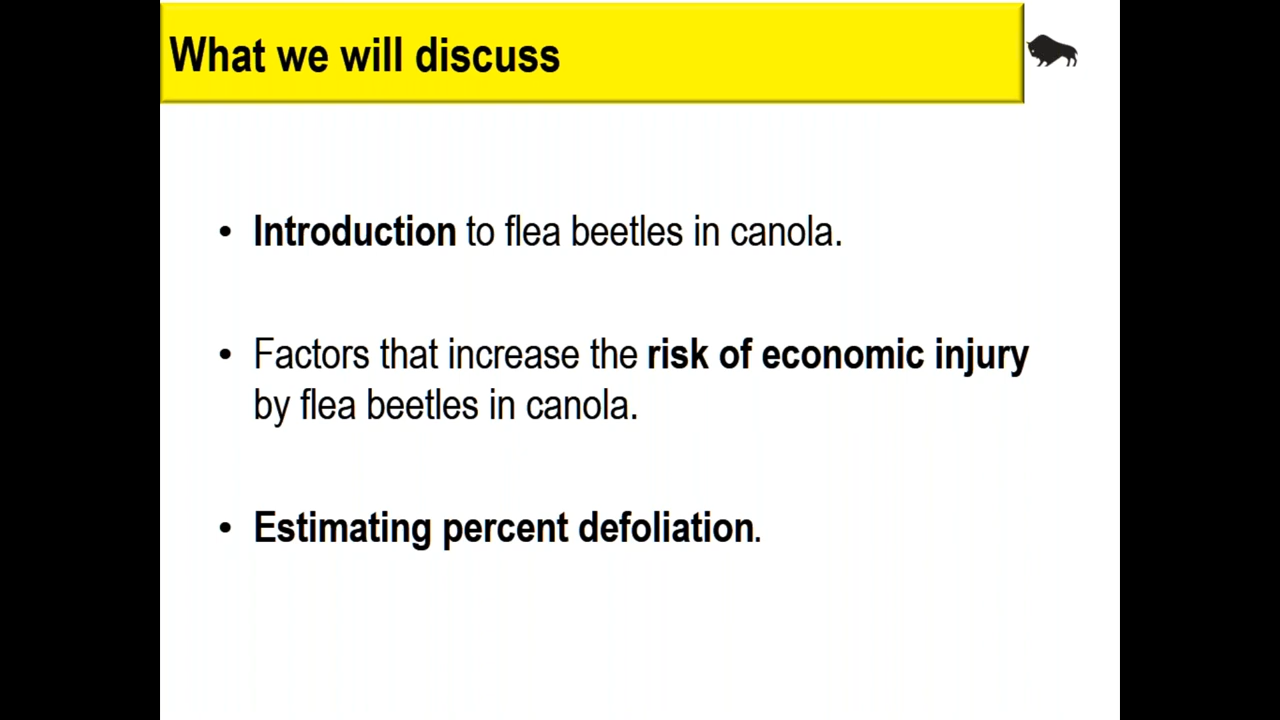 What we will discuss
• Introduction to flea beetles in canola.
• Factors that increase the risk of economic injury
by flea beetles in canola.
• Estimating percent defoliation.